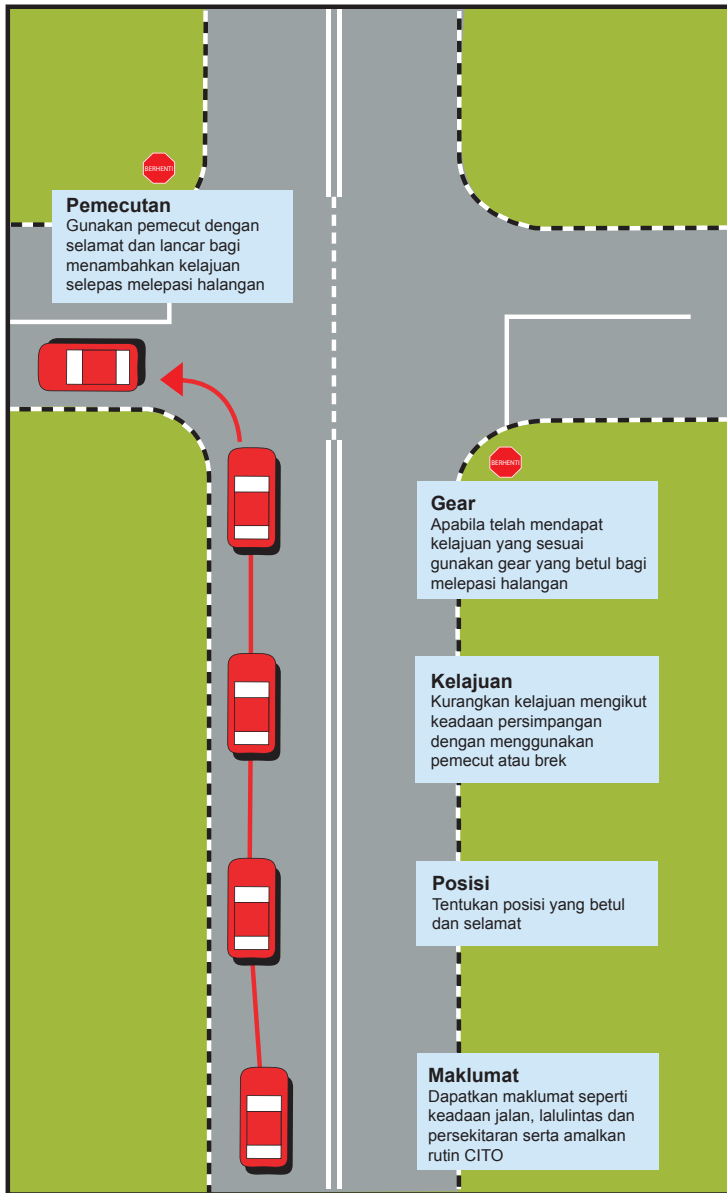 BERHENTI
Pemecutan
Gunakan pemecut dengan
selamat dan lancar bagi
menambahkan kelajuan
selepas melepasi halangan
BERHENTI
Gear
Apabila telah mendapat
kelajuan yang sesuai
gunakan gear yang betul bagi
melepasi halangan
Kelajuan
Kurangkan kelajuan mengikut
keadaan persimpangan
dengan menggunakan
pemecut atau brek
Posisi
Tentukan posisi yang betul
dan selamat
Maklumat
Dapatkan maklumat seperti
keadaan jalan, lalulintas dan
persekitaran serta amalkan
rutin CITO